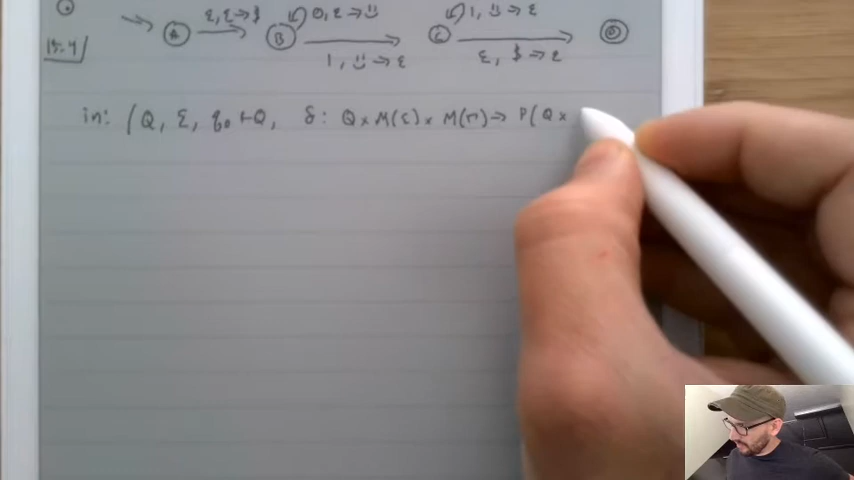 ε, ε → $ 0, ε → ☺ 1, ☺ → ε
15.4 A B C D
1, ☺ → ε ε, $ → ε
in: (Q, Σ, q₀ ∈ Q, δ: Q × M(Σ) × M(Γ) → P(Q ×